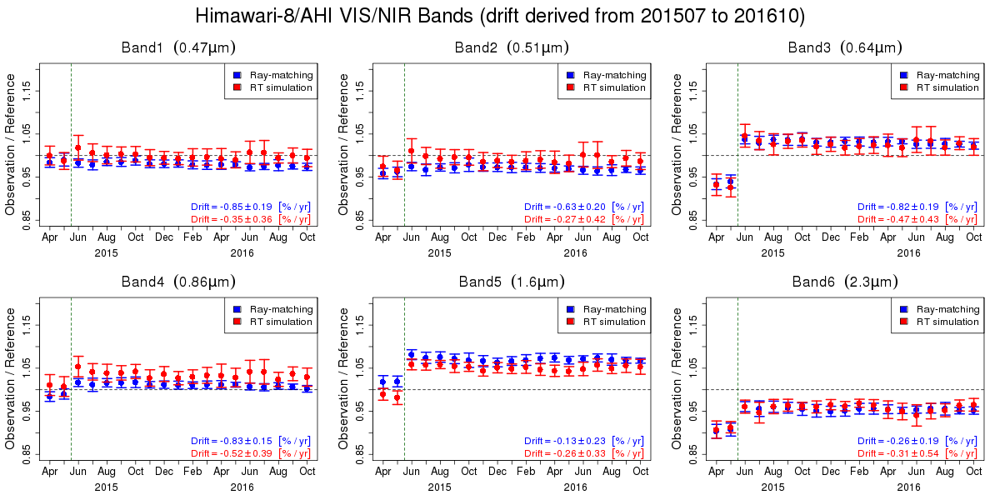 Himawari-8/AHI VIS/NIR Bands (drift derived from 201507 to 201610)
Band1 (0.47µm)
Observation / Reference
0.85 0.95 1.05 1.15
Ray-matching
RT simulation
Drift = -0.85±0.19 [% / yr]
Drift = -0.35±0.36 [% / yr]
Apr Jun Aug Oct Dec Feb Apr Jun Aug Oct
2015 2016
Band2 (0.51µm)
Observation / Reference
0.85 0.95 1.05 1.15
Ray-matching
RT simulation
Drift = -0.63±0.20 [% / yr]
Drift = -0.27±0.42 [% / yr]
Apr Jun Aug Oct Dec Feb Apr Jun Aug Oct
2015 2016
Band3 (0.64µm)
Observation / Reference
0.85 0.95 1.05 1.15
Ray-matching
RT simulation
Drift = -0.82±0.19 [% / yr]
Drift = -0.47±0.43 [% / yr]
Apr Jun Aug Oct Dec Feb Apr Jun Aug Oct
2015 2016
Band4 (0.86µm)
Observation / Reference
0.85 0.95 1.05 1.15
Ray-matching
RT simulation
Drift = -0.83±0.15 [% / yr]
Drift = -0.52±0.39 [% / yr]
Apr Jun Aug Oct Dec Feb Apr Jun Aug Oct
2015 2016
Band5 (1.6µm)
Observation / Reference
0.85 0.95 1.05 1.15
Ray-matching
RT simulation
Drift = -0.13±0.23 [% / yr]
Drift = -0.26±0.33 [% / yr]
Apr Jun Aug Oct Dec Feb Apr Jun Aug Oct
2015 2016
Band6 (2.3µm)
Observation / Reference
0.85 0.95 1.05 1.15
Ray-matching
RT simulation
Drift = -0.26±0.19 [% / yr]
Drift = -0.31±0.54 [% / yr]
Apr Jun Aug Oct Dec Feb Apr Jun Aug Oct
2015 2016